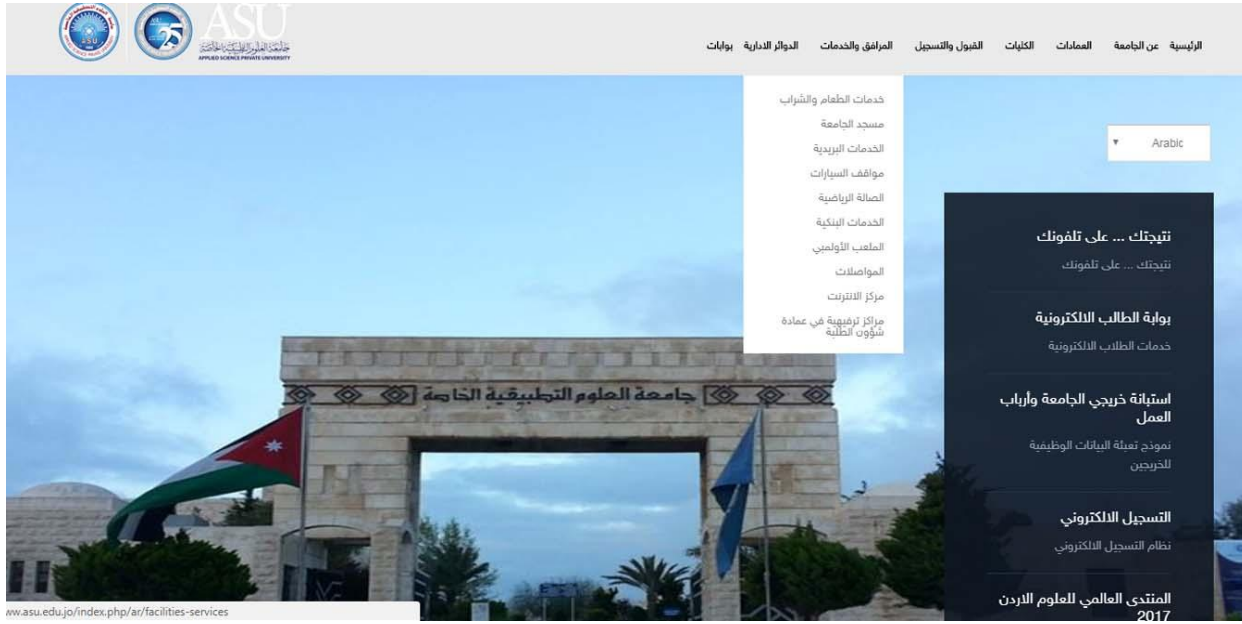 ASU
جامعة العلوم التطبيقية الخاصة
APPLIED SCIENCE PRIVATE UNIVERSITY
25
ASU
الرئيسية عن الجامعة العمادات الكليات القبول والتسجيل المرافق والخدمات الدوائر الادارية بوابات
خدمات الطعام والشراب
مسجد الجامعة
الخدمات البريدية
مواقف السيارات
الصالة الرياضية
الخدمات البنكية
الملعب الأولمبي
المواصلات
مركز الانترنت
مراكز ترفيهية في عمادة
شؤون الطلبة
Arabic
نتيجتك ... على تلفونك
نتيجتك ... على تلفونك
بوابة الطالب الالكترونية
خدمات الطلاب الالكترونية
استبانة خريجي الجامعة وأرباب
العمل
نموذج تعبئة البيانات الوظيفية
للخريجين
التسجيل الالكتروني
نظام التسجيل الالكتروني
المنتدى العالمي للعلوم الاردن
2017
جامعة العلوم التطبيقية الخاصة
ww.asu.edu.jo/index.php/ar/facilities-services